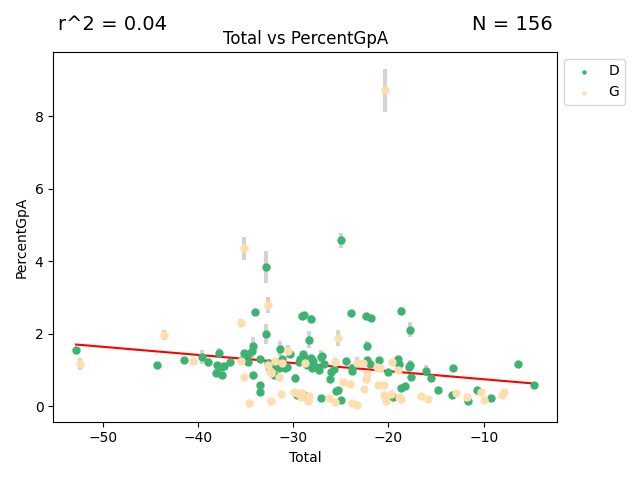 r^2 = 0.04
N = 156
Total vs PercentGpA
D
G
PercentGpA
8
6
4
2
0
−50 −40 −30 −20 −10
Total